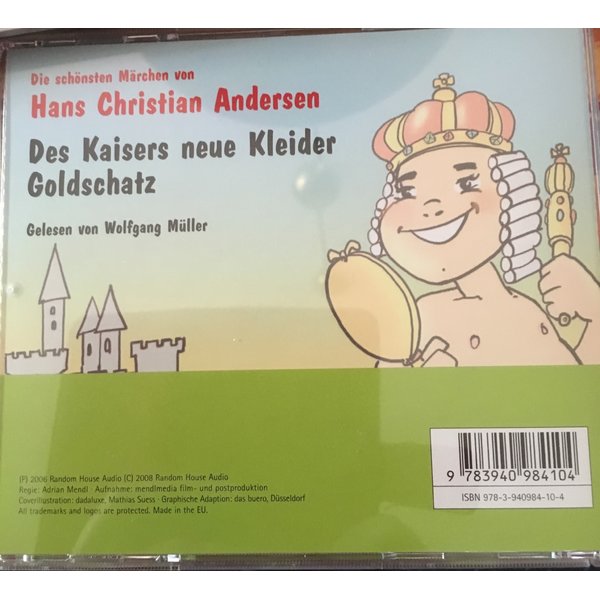 Die schönsten Märchen von
Hans Christian Andersen
Des Kaisers neue Kleider
Goldschatz
Gelesen von Wolfgang Müller
(P) 2006 Random House Audio (C) 2008 Random House Audio
Regie: Adrian Mendl · Aufnahme: mendlmedia film- und postproduktion
Coverillustration: dadaluxe, Mathias Suess · Graphische Adaption: das buero, Düsseldorf
All trademarks and logos are protected. Made in the EU.
9 783940 984104
ISBN 978-3-940984-10-4